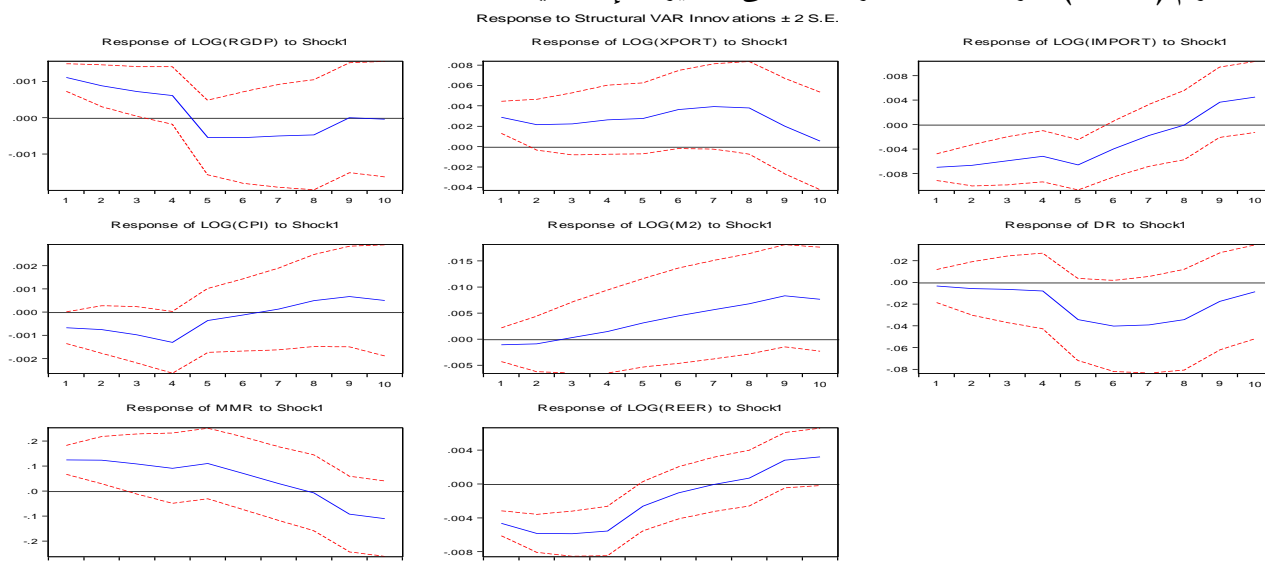 Response to Structural VAR Innovations ± 2 S.E.
Response of LOG(RGDP) to Shock1
.001
.000
-.001
1 2 3 4 5 6 7 8 9 10
Response of LOG(XPORT) to Shock1
.008
.006
.004
.002
.000
-.002
-.004
1 2 3 4 5 6 7 8 9 10
Response of LOG(IMPORT) to Shock1
.008
.004
.000
-.004
-.008
1 2 3 4 5 6 7 8 9 10
Response of LOG(CPI) to Shock1
.002
.001
.000
-.001
-.002
1 2 3 4 5 6 7 8 9 10
Response of LOG(M2) to Shock1
.015
.010
.005
.000
-.005
1 2 3 4 5 6 7 8 9 10
Response of DR to Shock1
.02
.00
-.02
-.04
-.06
-.08
1 2 3 4 5 6 7 8 9 10
Response of MMR to Shock1
.2
.1
.0
-.1
-.2
Response of LOG(REER) to Shock1
.004
.000
-.004
-.008